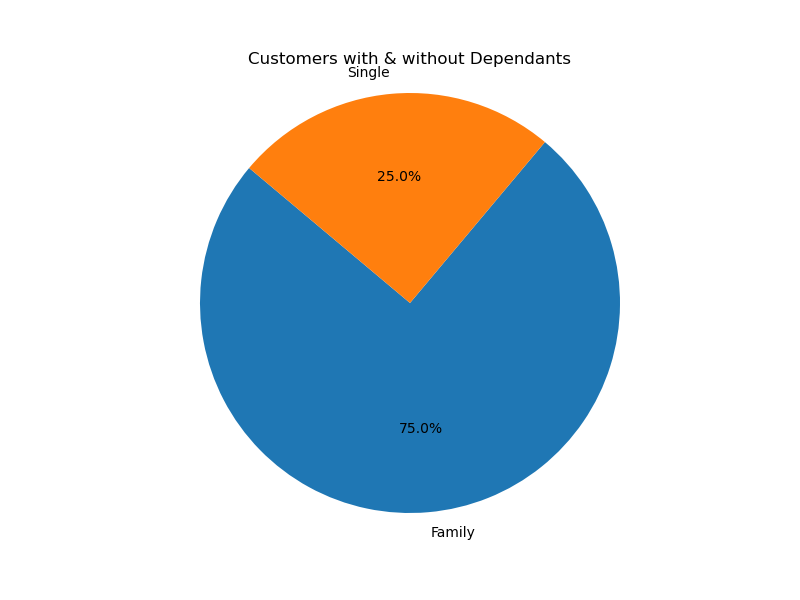 Customers with & without Dependants
Single
25.0%
75.0%
Family